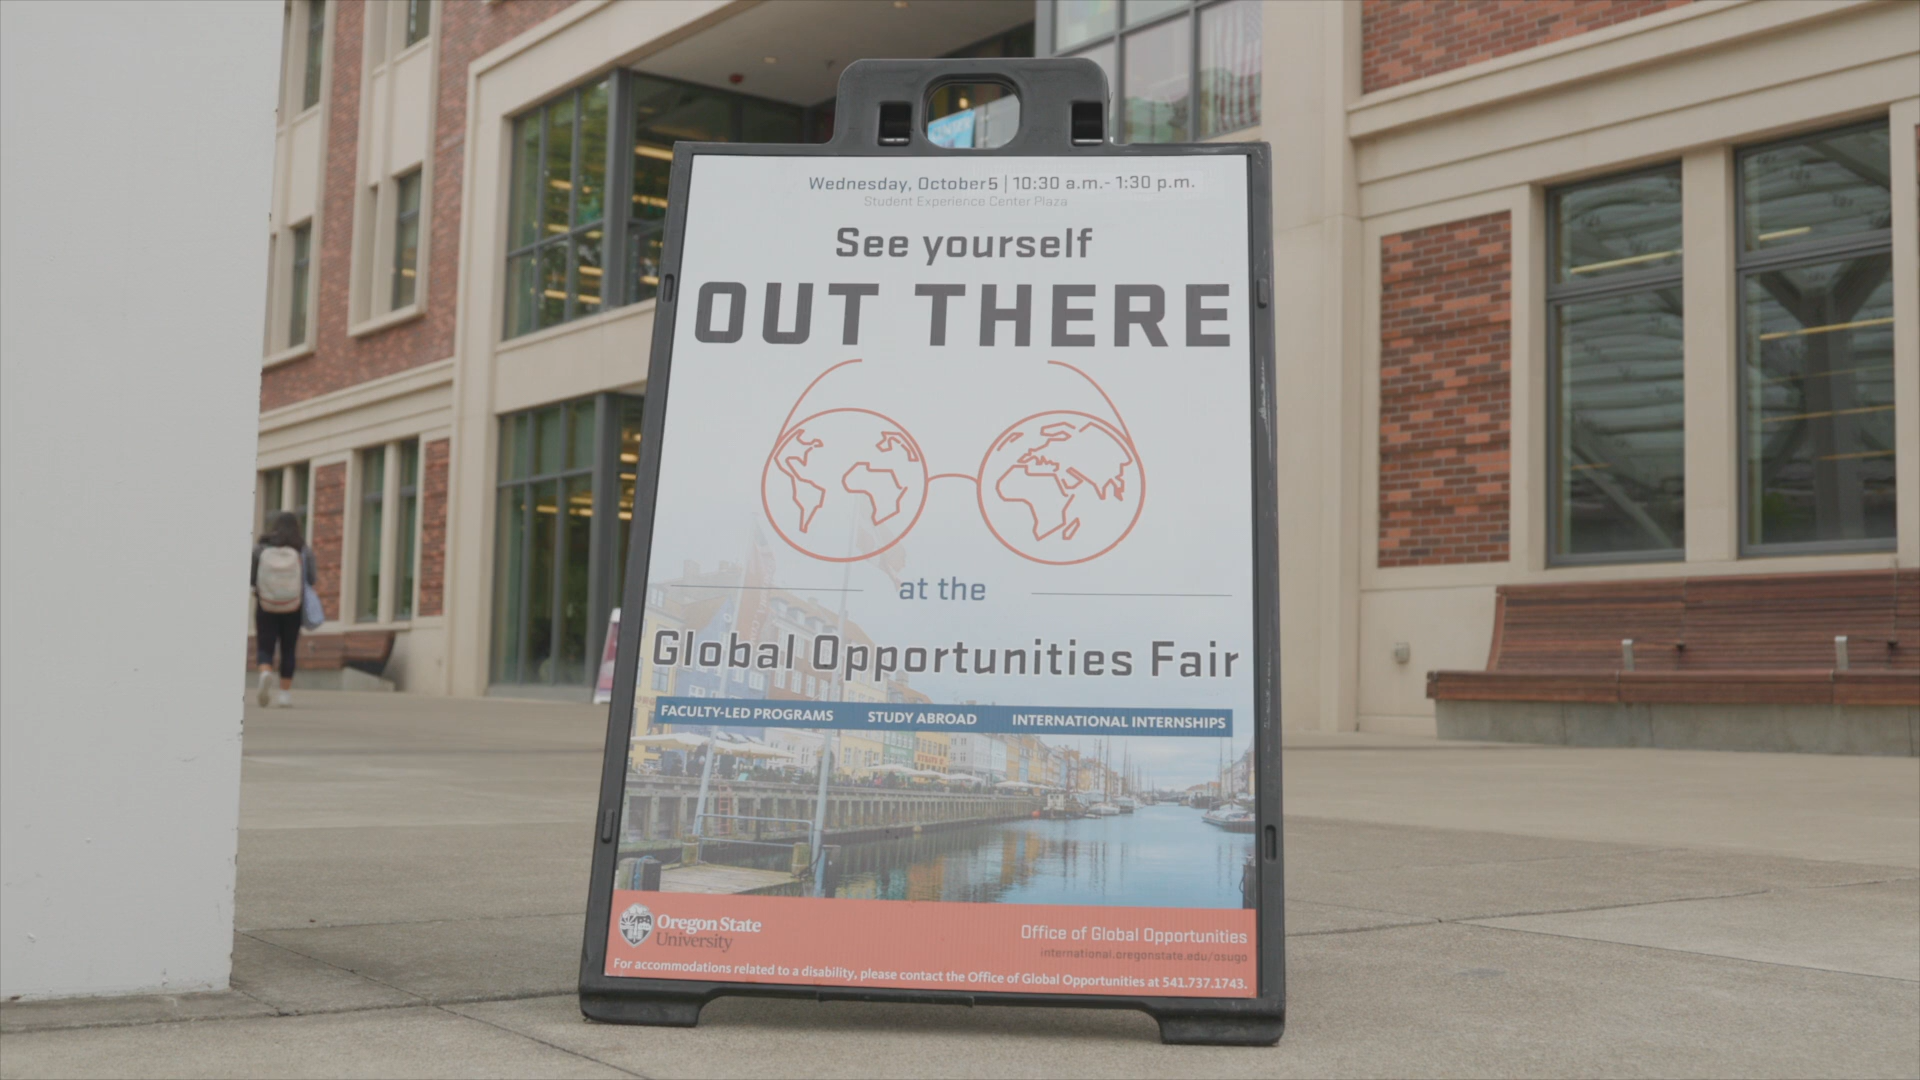 Wednesday, October5 | 10:30 a.m.- 1:30 p.m.
Student Experience Center Plaza
See yourself
OUT THERE
at the
Global Opportunities Fair
FACULTY-LED PROGRAMS STUDY ABROAD INTERNATIONAL INTERNSHIPS
Oregon State
University
Office of Global Opportunities
international.oregonstate.edu/osugo
For accommodations related to a disability, please contact the Office of Global Opportunities at 541.737.1743.